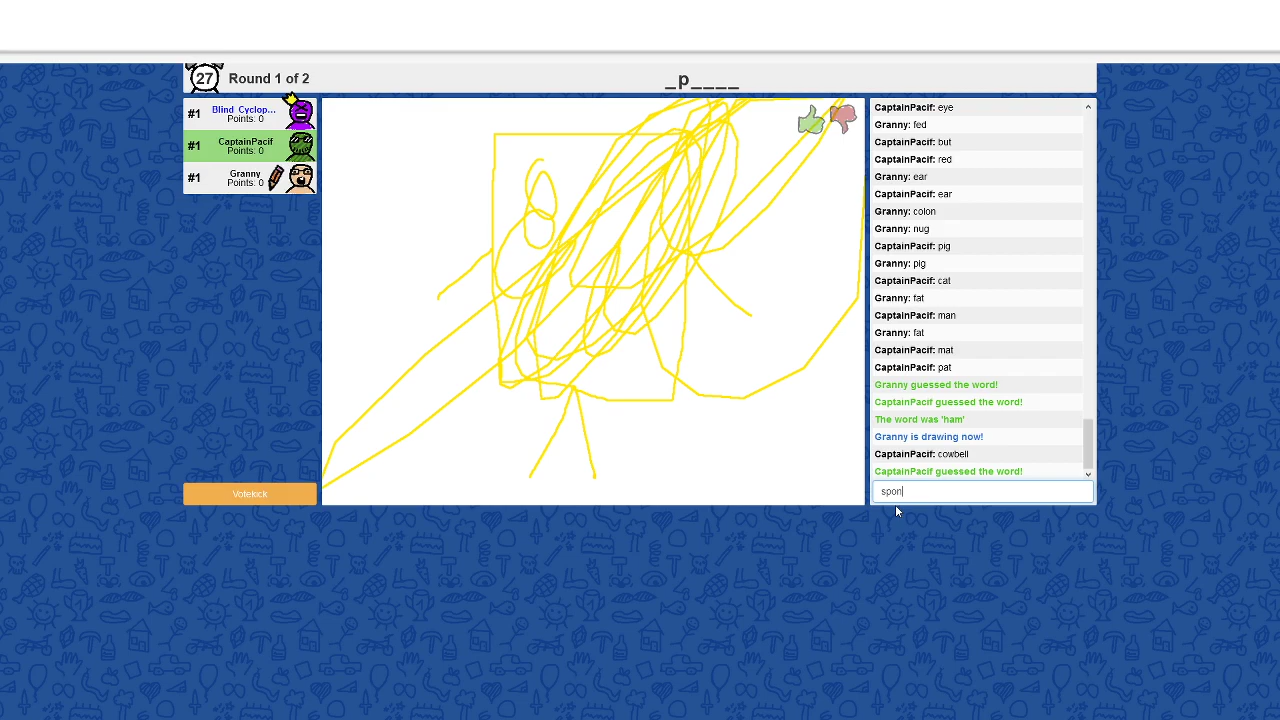 27
Round 1 of 2
_p____
#1
Blind Cyclop...
Points: 0
#1
CaptainPacif
Points: 0
#1
Granny
Points: 0
Votekick
CaptainPacif: eye
Granny: fed
CaptainPacif: but
CaptainPacif: red
Granny: ear
CaptainPacif: ear
Granny: colon
Granny: nug
CaptainPacif: pig
Granny: pig
CaptainPacif: cat
Granny: fat
CaptainPacif: man
Granny: fat
CaptainPacif: mat
CaptainPacif: pat
Granny guessed the word!
CaptainPacif guessed the word!
The word was 'ham'
Granny is drawing now!
CaptainPacif: cowbell
CaptainPacif guessed the word!
spon